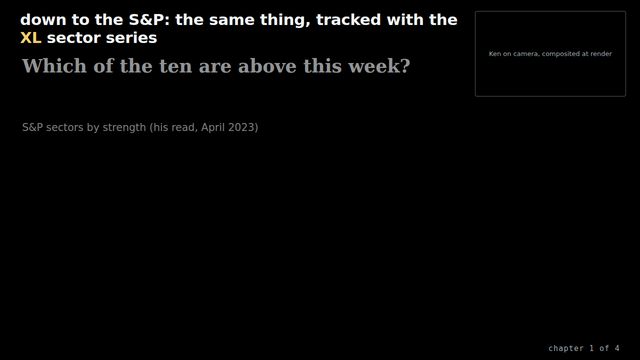 down to the S&P: the same thing, tracked with the
XL sector series
Which of the ten are above this week?
Ken on camera, composited at render
S&P sectors by strength (his read, April 2023)
chapter 1 of 4